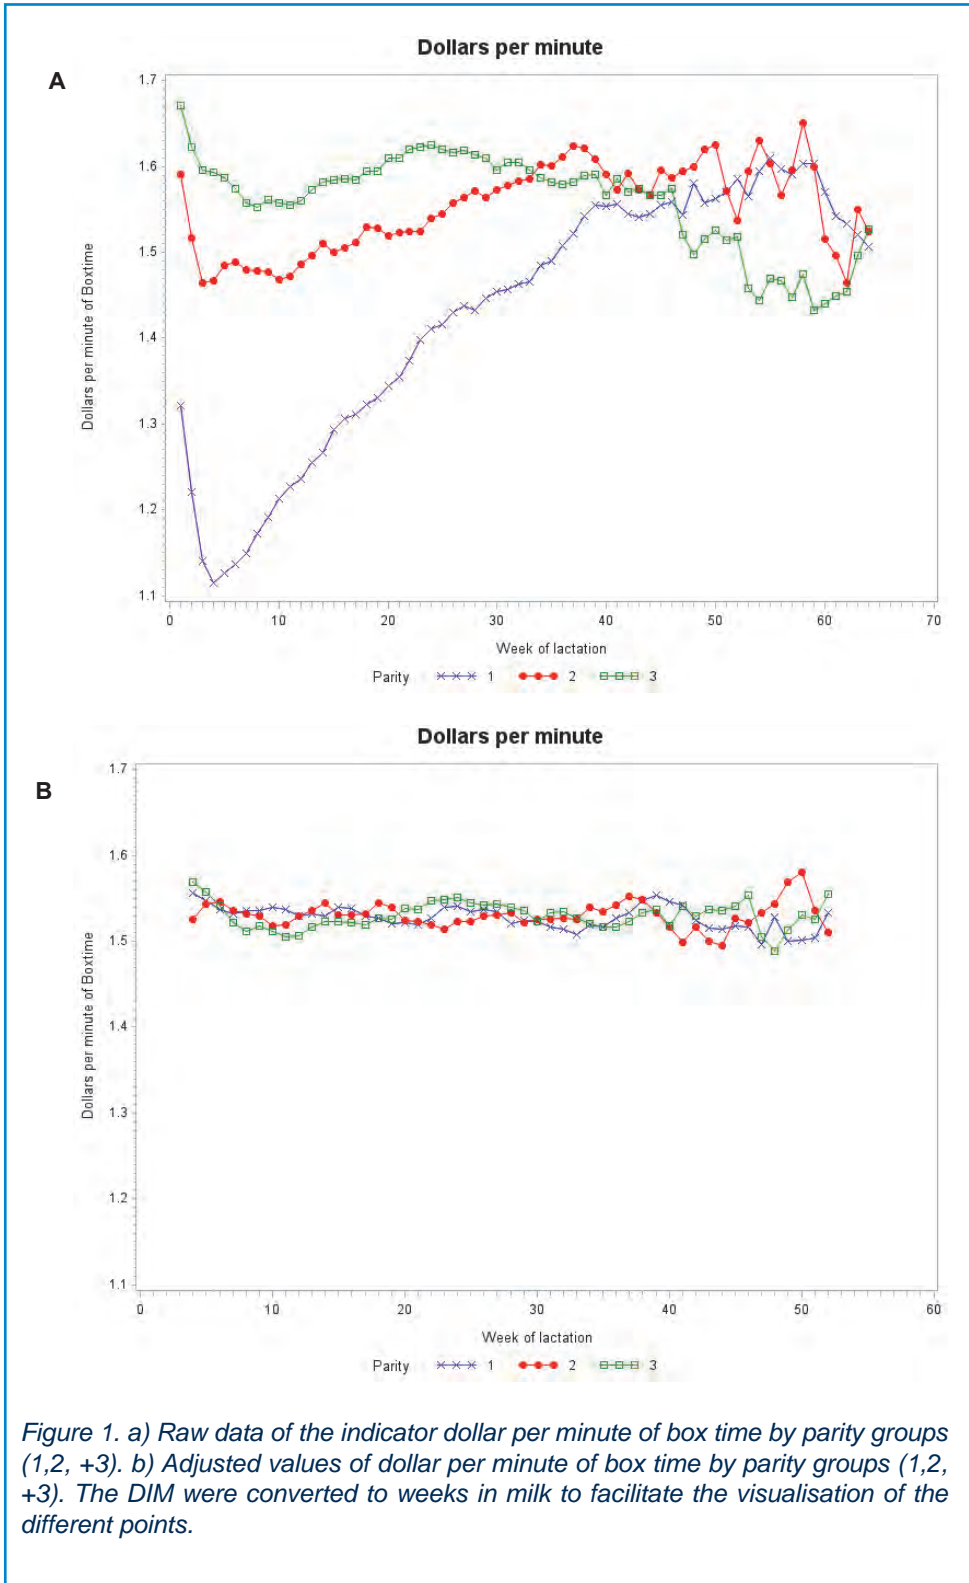 Dollars per minute
A
1.7
1.6
1.5
1.4
1.3
1.2
1.1
Dollars per minute of Boxtime
0 10 20 30 40 50 60 70
Week of lactation
Parity 1 2 3
Dollars per minute
B
1.7
1.6
1.5
1.4
1.3
1.2
1.1
Dollars per minute of Boxtime
0 10 20 30 40 50 60
Week of lactation
Parity 1 2 3
Figure 1. a) Raw data of the indicator dollar per minute of box time by parity groups
(1,2, +3). b) Adjusted values of dollar per minute of box time by parity groups (1,2,
+3). The DIM were converted to weeks in milk to facilitate the visualisation of the
different points.